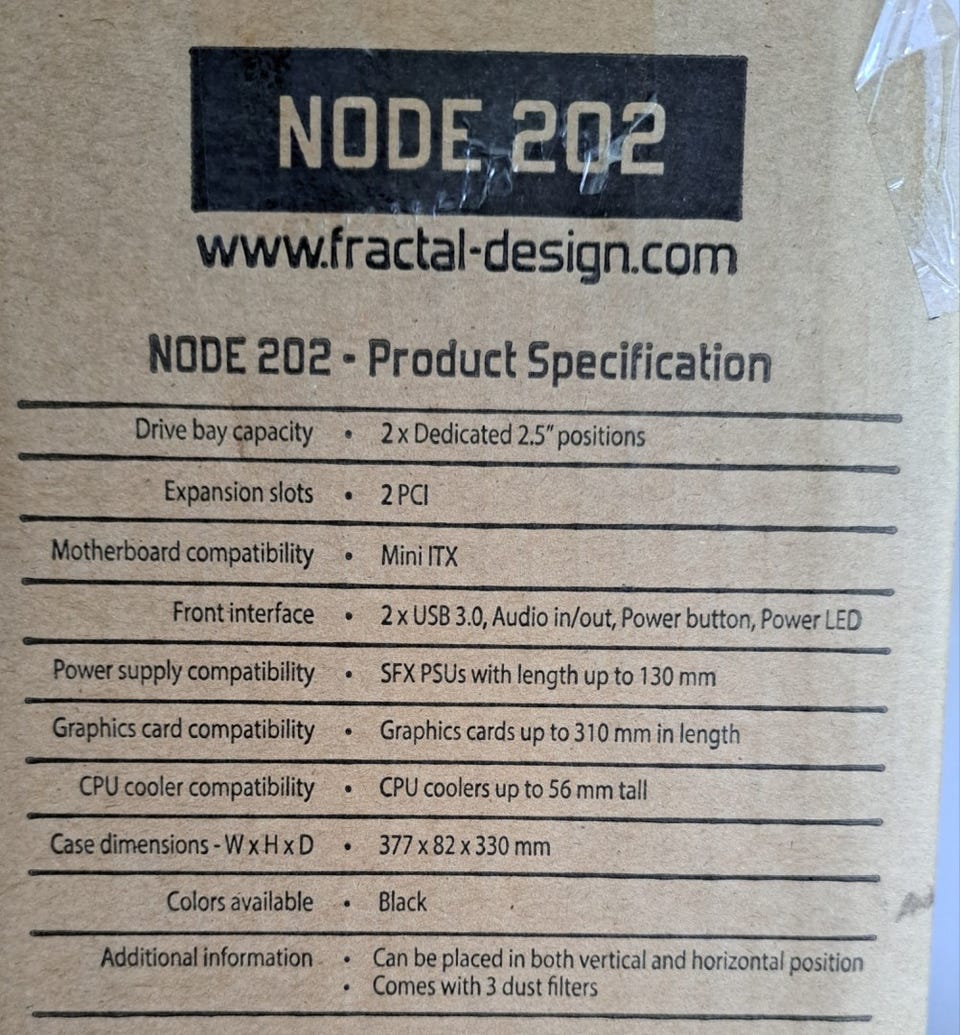 NODE 202
www.fractal-design.com
NODE 202 - Product Specification
Drive bay capacity • 2 x Dedicated 2.5" positions
Expansion slots • 2 PCI
Motherboard compatibility • Mini ITX
Front interface • 2 x USB 3.0, Audio in/out, Power button, Power LED
Power supply compatibility • SFX PSUs with length up to 130 mm
Graphics card compatibility • Graphics cards up to 310 mm in length
CPU cooler compatibility • CPU coolers up to 56 mm tall
Case dimensions - W x H x D • 377 x 82 x 330 mm
Colors available • Black
Additional information • Can be placed in both vertical and horizontal position
• Comes with 3 dust filters